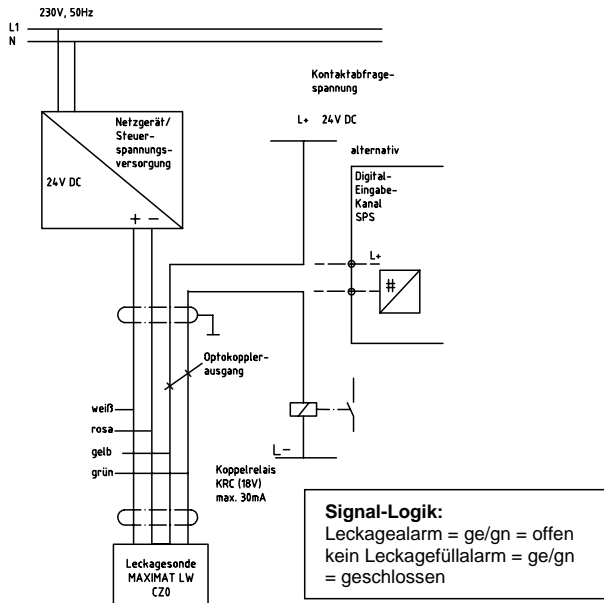 230V, 50Hz
L1
N
Netzgerät/
Steuer-
spannungs-
versorgung
24V DC
+ −
Kontaktabfrage-
spannung
L+ 24V DC
alternativ
Digital-
Eingabe-
Kanal
SPS
L+
#
Optokoppler-
ausgang
weiß
rosa
gelb
grün
L-
Koppelrelais
KRC (18V)
max. 30mA
Leckagesonde
MAXIMAT LW
CZ0
Signal-Logik:
Leckagealarm = ge/gn = offen
kein Leckagefüllalarm = ge/gn
= geschlossen